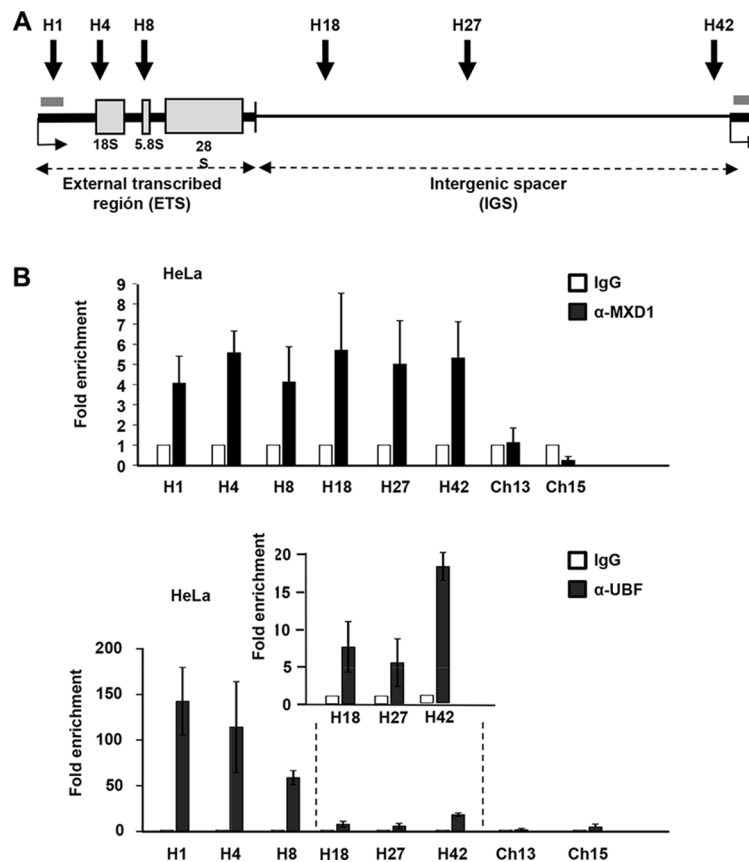 A
H1 H4 H8 H18 H27 H42
18S 5.8S 28
S
External transcribed
región (ETS)
Intergenic spacer
(IGS)
B
HeLa
IgG
α-MXD1
Fold enrichment
9
8
7
6
5
4
3
2
1
0
H1 H4 H8 H18 H27 H42 Ch13 Ch15
HeLa
IgG
α-UBF
Fold enrichment
20
15
10
5
0
H18 H27 H42
Fold enrichment
200
150
100
50
0
H1 H4 H8 H18 H27 H42 Ch13 Ch15